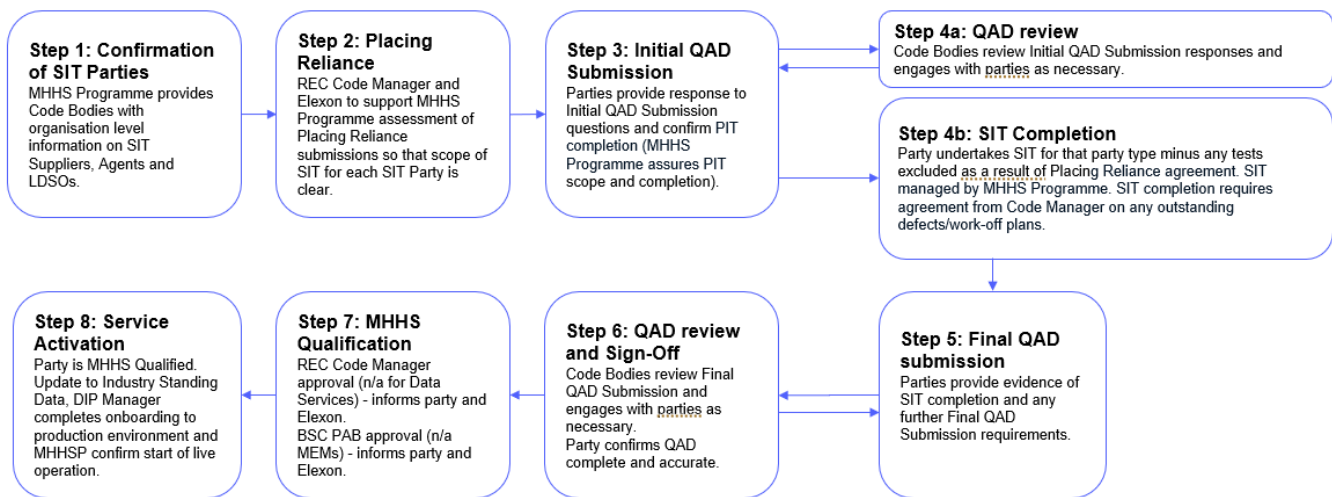 Step 1: Confirmation
of SIT Parties
MHHS Programme provides
Code Bodies with
organisation level
information on SIT
Suppliers, Agents and
LDSOs.
Step 2: Placing
Reliance
REC Code Manager and
Elexon to support MHHS
Programme assessment of
Placing Reliance
submissions so that scope of
SIT for each SIT Party is
clear.
Step 3: Initial QAD
Submission
Parties provide response to
Initial QAD Submission
questions and confirm PIT
completion (MHHS
Programme assures PIT
scope and completion).
Step 4a: QAD review
Code Bodies review Initial QAD Submission responses and
engages with parties as necessary.
Step 4b: SIT Completion
Party undertakes SIT for that party type minus any tests
excluded as a result of Placing Reliance agreement. SIT
managed by MHHS Programme. SIT completion requires
agreement from Code Manager on any outstanding
defects/work-off plans.
Step 5: Final QAD
submission
Parties provide evidence of
SIT completion and any
further Final QAD
Submission requirements.
Step 6: QAD review
and Sign-Off
Code Bodies review Final
QAD Submission and
engages with parties as
necessary.
Party confirms QAD
complete and accurate.
Step 7: MHHS
Qualification
REC Code Manager
approval (n/a for Data
Services) - informs party and
Elexon.
BSC PAB approval (n/a
MEMs) - informs party and
Elexon.
Step 8: Service
Activation
Party is MHHS Qualified.
Update to Industry Standing
Data, DIP Manager
completes onboarding to
production environment and
MHHSP confirm start of live
operation.